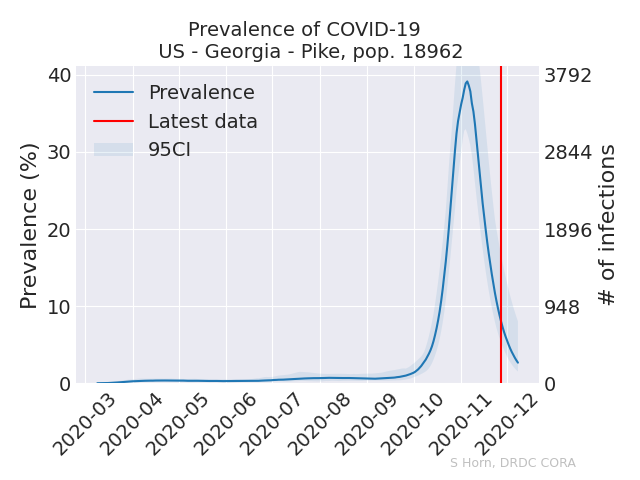 Prevalence of COVID-19
US - Georgia - Pike, pop. 18962
Prevalence (%)
40
30
20
10
0
Prevalence
Latest data
95CI
3792
2844
1896
948
0
# of infections
2020-03
2020-04
2020-05
2020-06
2020-07
2020-08
2020-09
2020-10
2020-11
2020-12
S Horn, DRDC CORA